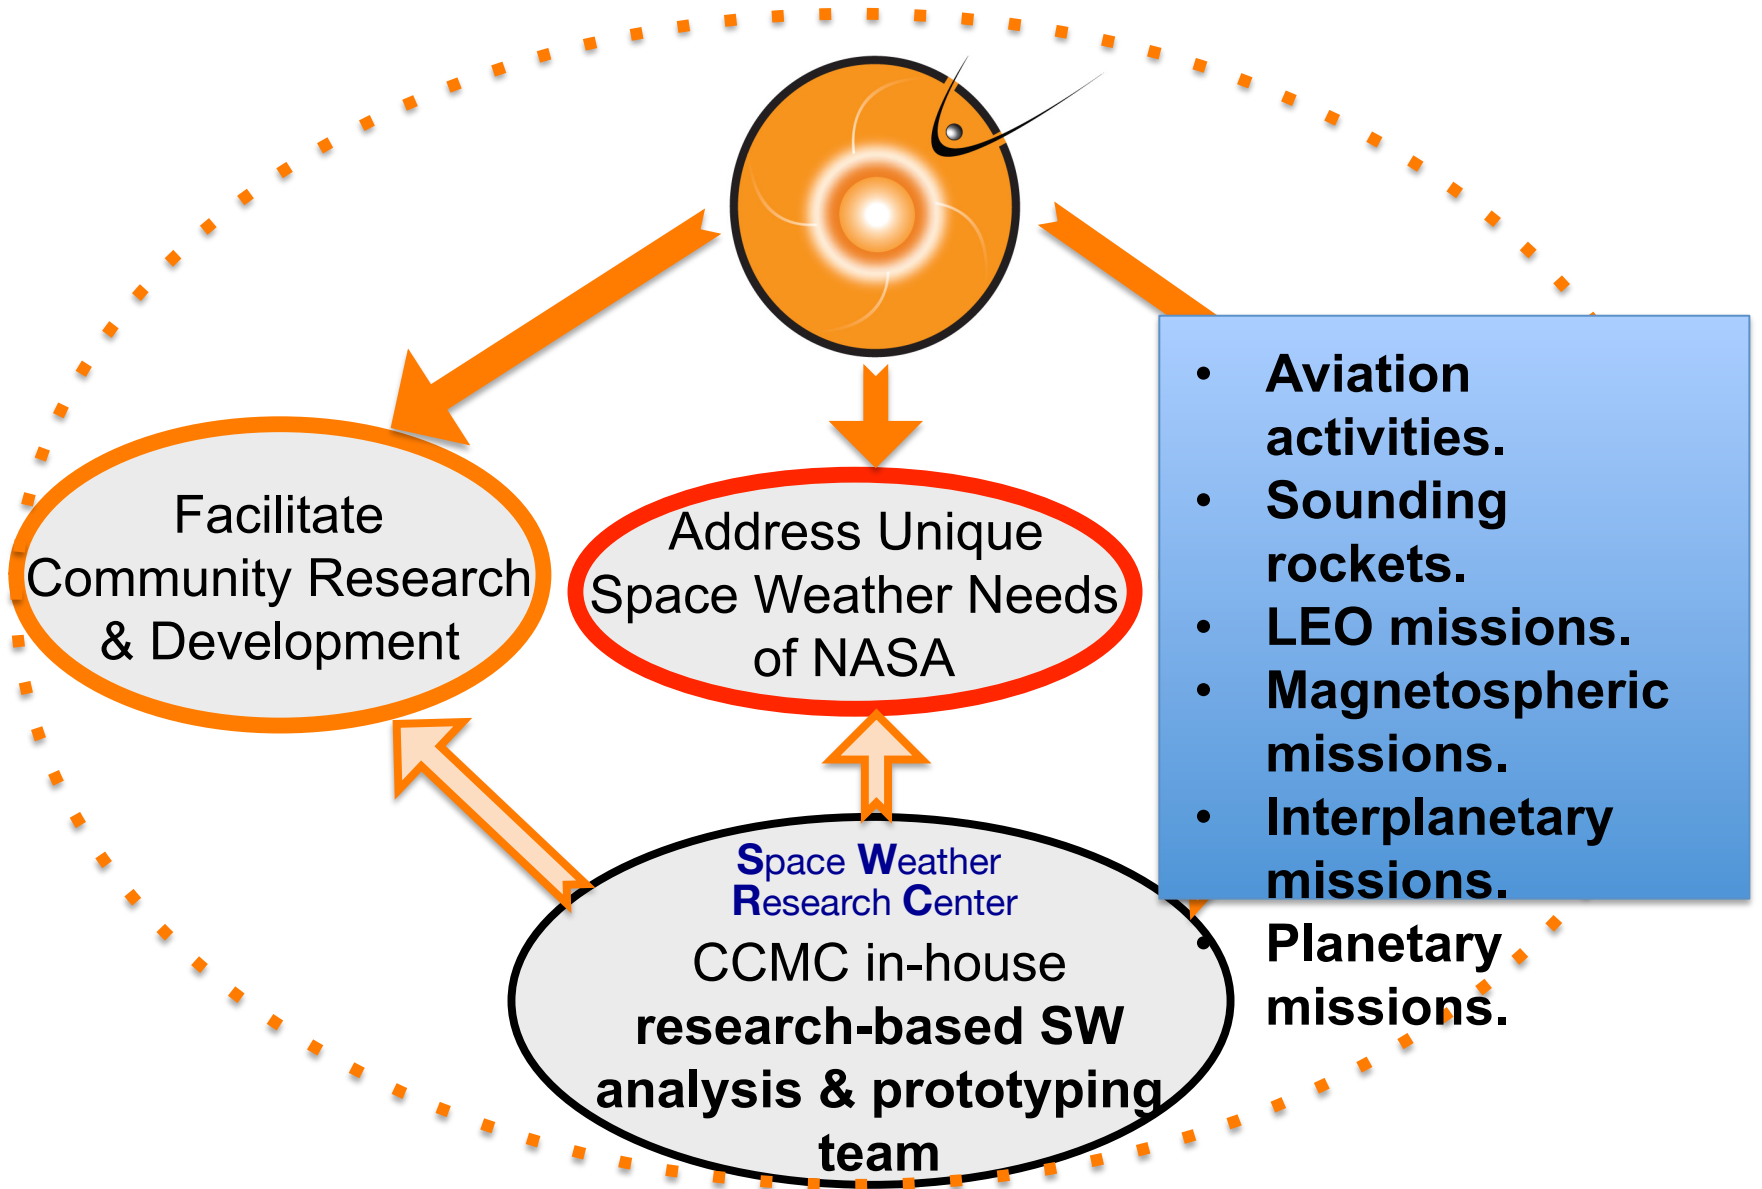 Facilitate
Community Research
& Development
Address Unique
Space Weather Needs
of NASA
• Aviation
activities.
• Sounding
rockets.
• LEO missions.
• Magnetospheric
missions.
• Interplanetary
missions.
• Planetary
missions.
Space Weather
Research Center
CCMC in-house
research-based SW
analysis & prototyping
team